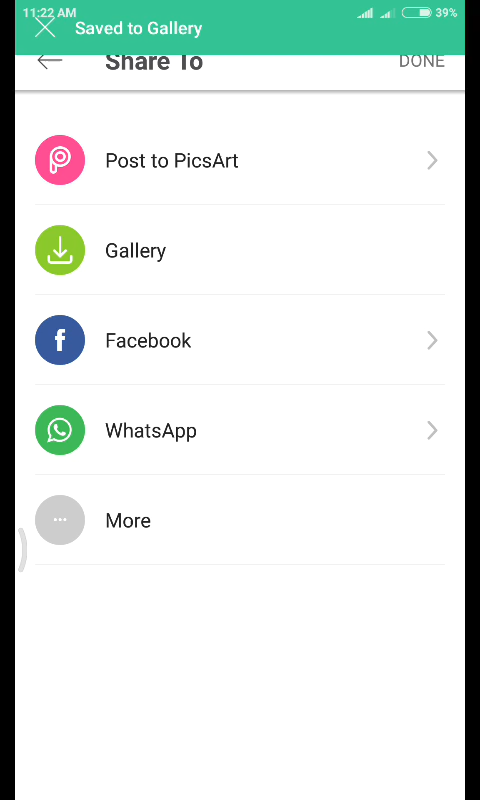 11:22 AM 39%
Saved to Gallery
Share To DONE
Post to PicsArt
Gallery
Facebook
WhatsApp
More